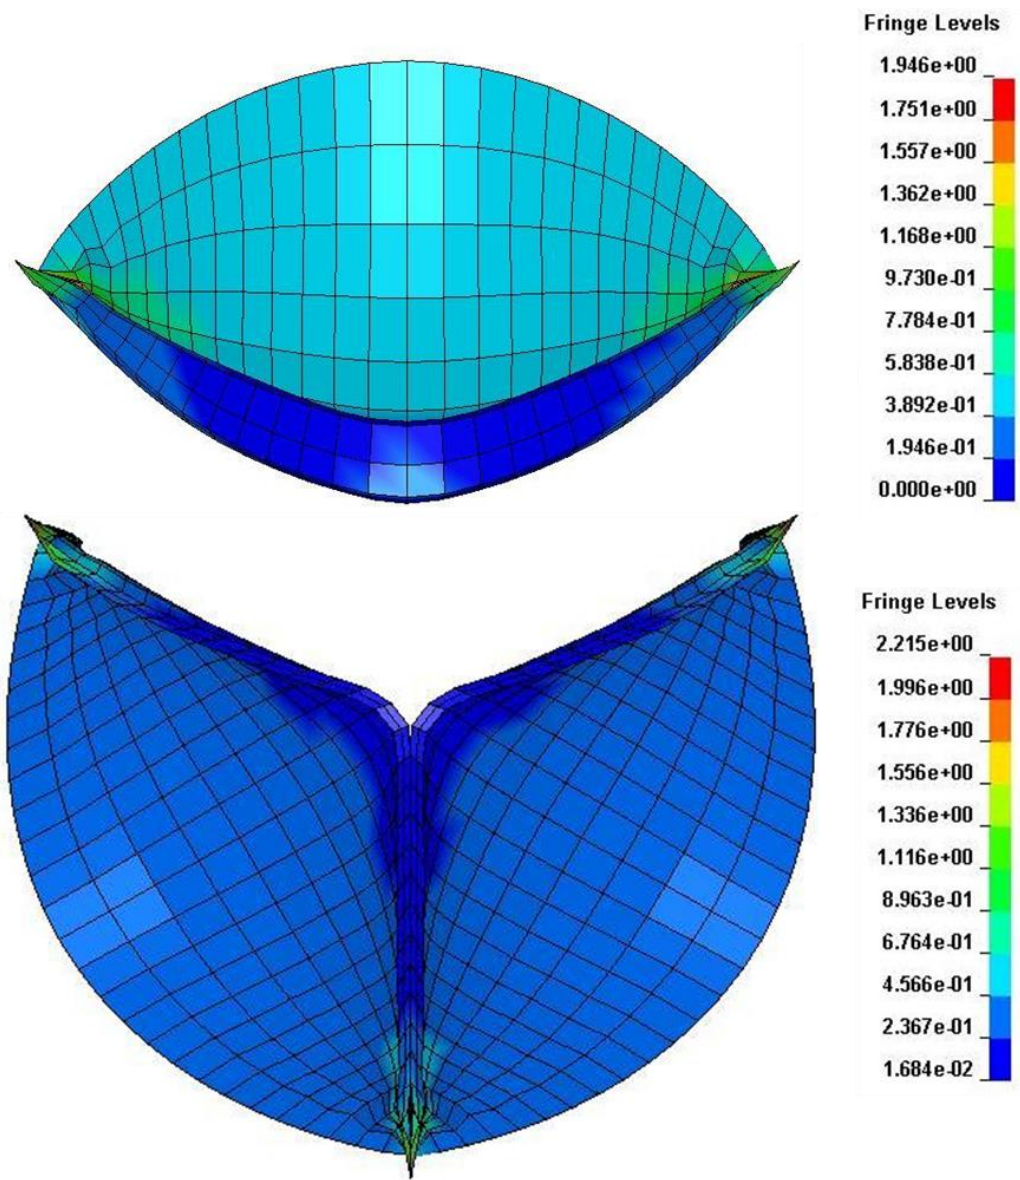 Fringe Levels
1.946e+00
1.751e+00
1.557e+00
1.362e+00
1.168e+00
9.730e-01
7.784e-01
5.838e-01
3.892e-01
1.946e-01
0.000e+00
Fringe Levels
2.215e+00
1.996e+00
1.776e+00
1.556e+00
1.336e+00
1.116e+00
8.963e-01
6.764e-01
4.566e-01
2.367e-01
1.684e-02